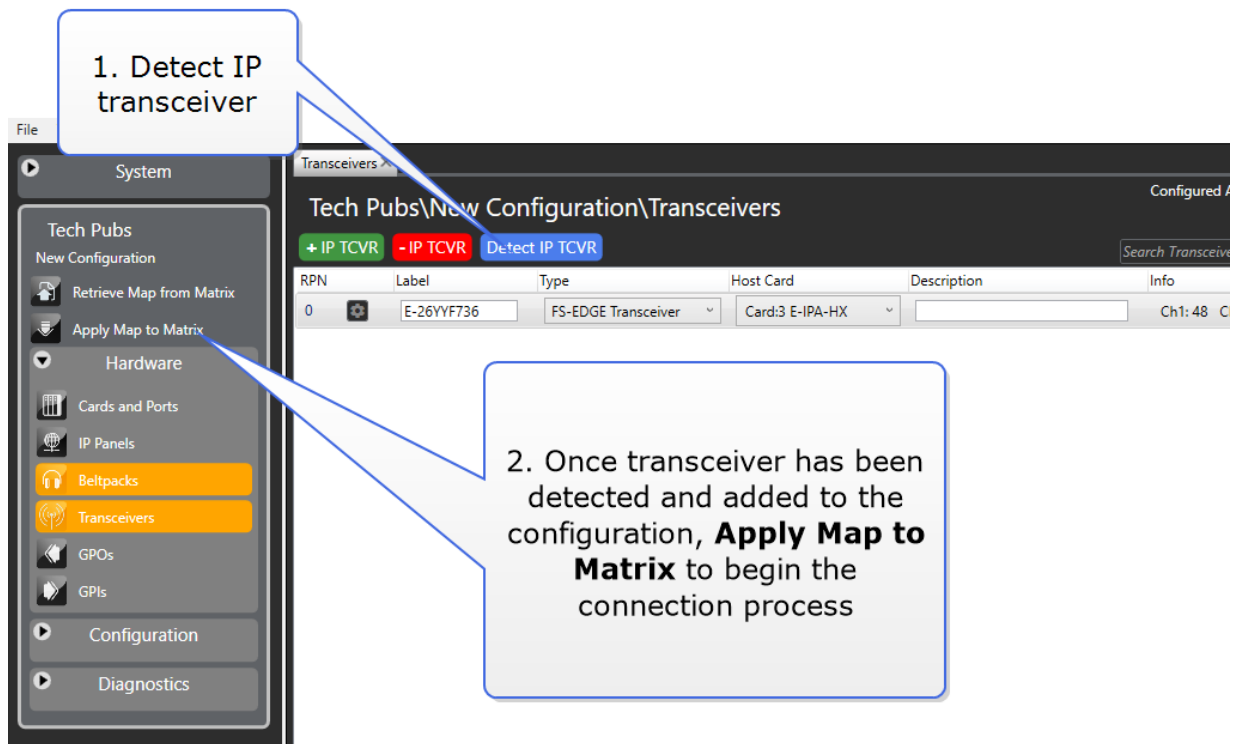 1. Detect IP
transceiver
File
System
Tech Pubs
New Configuration
Retrieve Map from Matrix
Apply Map to Matrix
Hardware
Cards and Ports
IP Panels
Beltpacks
Transceivers
GPOs
GPIs
Configuration
Diagnostics
Transceivers
Configured A
Tech Pubs\New Configuration\Transceivers
+ IP TCVR - IP TCVR Detect IP TCVR
Search Transceive
RPN Label Type Host Card Description Info
0 E-26YYF736 FS-EDGE Transceiver Card:3 E-IPA-HX Ch1: 48
2. Once transceiver has been
detected and added to the
configuration, Apply Map to
Matrix to begin the
connection process